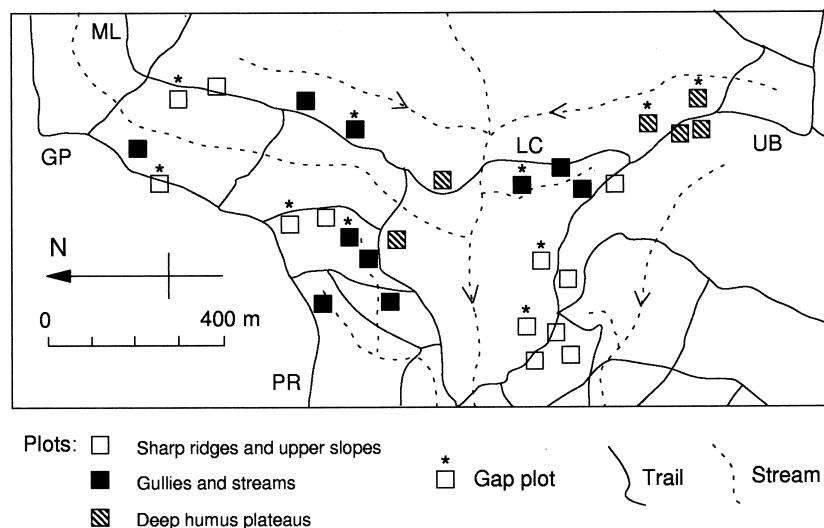 ML
GP
LC
UB
N
0 400 m
PR
Plots: Sharp ridges and upper slopes
Gullies and streams
Deep humus plateaus
* Gap plot
Trail
Stream